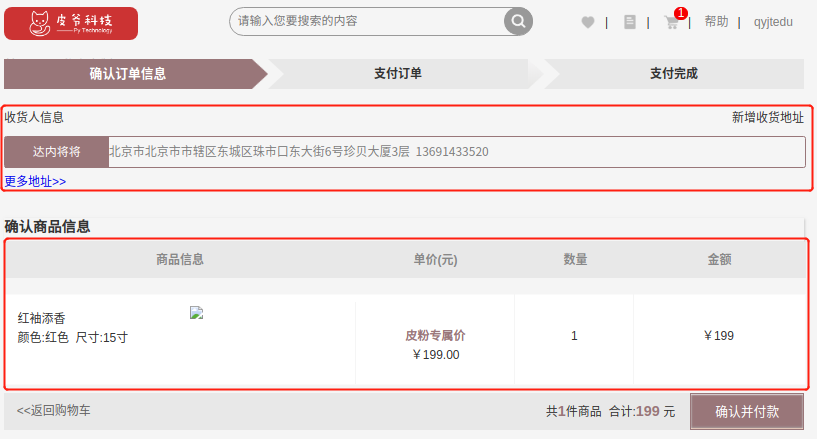 皮爷科技
Py Technology
请输入您要搜索的内容
| | 1 | 帮助 | qyjtedu
确认订单信息 支付订单 支付完成
收货人信息 新增收货地址
达内将将 北京市北京市市辖区东城区珠市口东大街6号珍贝大厦3层 13691433520
更多地址>>
确认商品信息
商品信息 单价(元) 数量 金额
红袖添香
颜色:红色 尺寸:15寸
皮粉专属价
￥199.00
1
￥199
<<返回购物车 共1件商品 合计:199 元 确认并付款